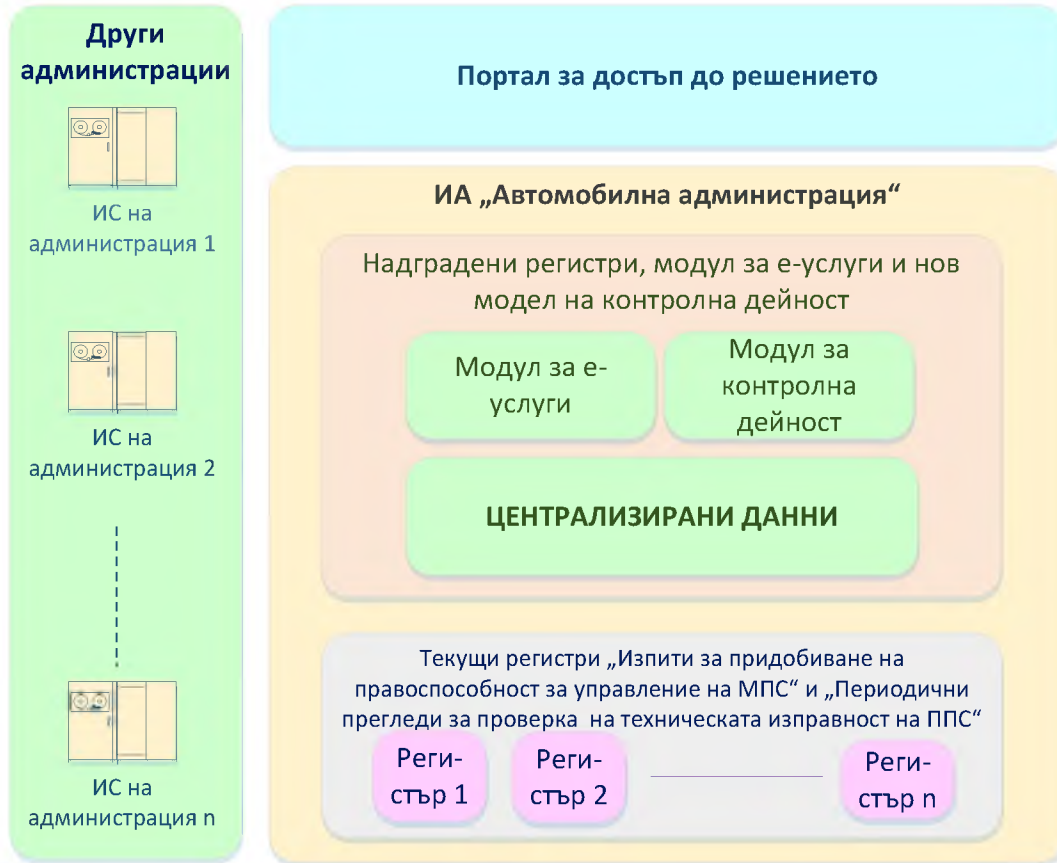 Други
администрации
ИС на
администрация 1
ИС на
администрация 2
ИС на
администрация n
Портал за достъп до решението
ИА „Автомобилна администрация“
Надградени регистри, модул за е-услуги и нов
модел на контролна дейност
Модул за е-
услуги
Модул за
контролна
дейност
ЦЕНТРАЛИЗИРАНИ ДАННИ
Текущи регистри „Изпити за придобиване на
правоспособност за управление на МПС“ и „Периодични
прегледи за проверка на техническата изправност на ППС“
Реги-
стър 1
Реги-
стър 2
Реги-
стър n